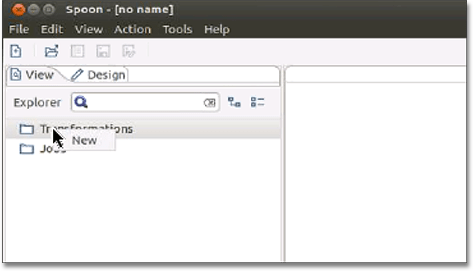 Spoon - [no name]
File Edit View Action Tools Help
View Design
Explorer
Transformations
New
Jobs